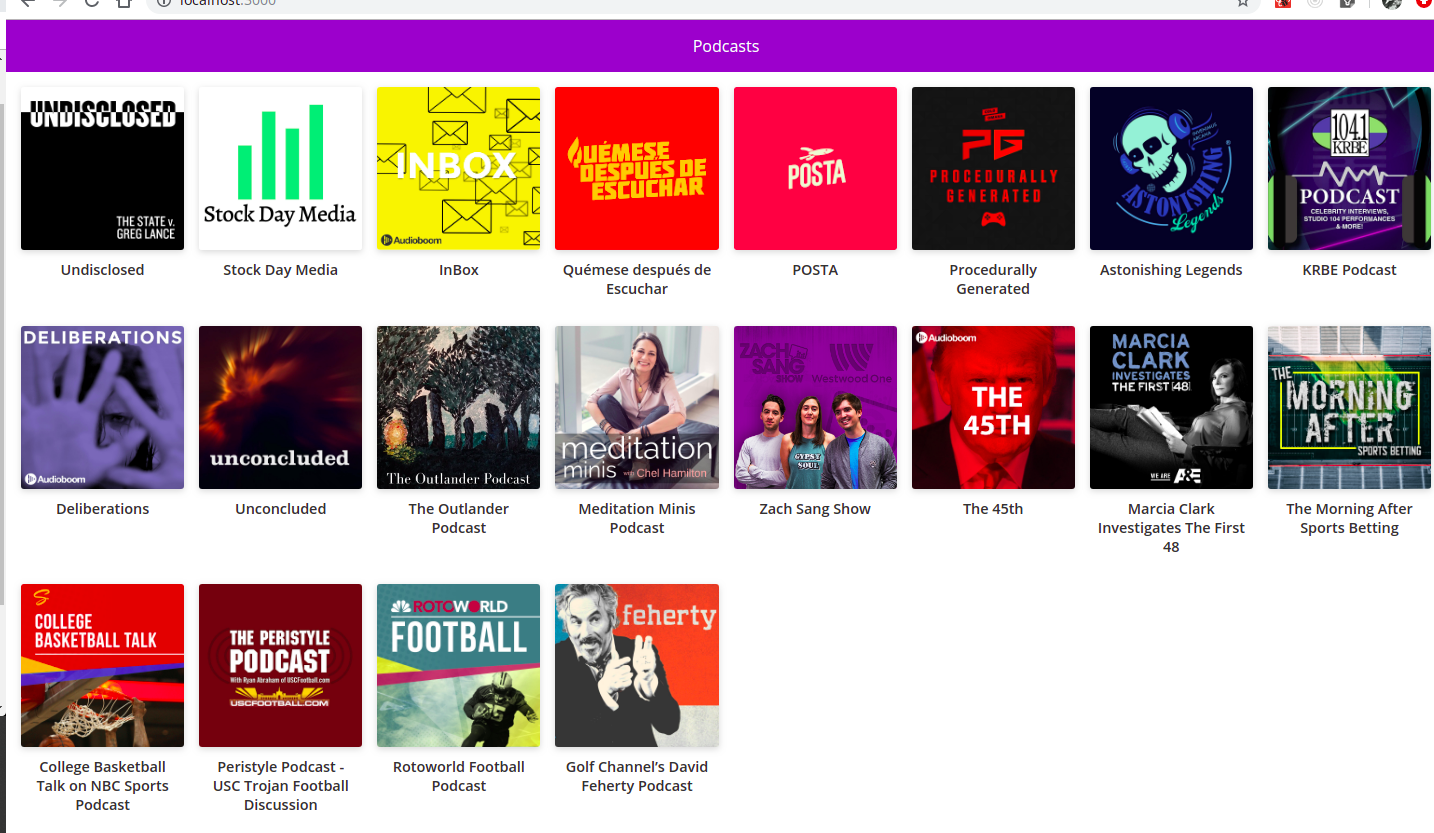 localhost:3000
Podcasts
UNDISCLOSED
THE STATE v.
GREG LANCE
Stock Day Media
INBOX
Audioboom
QUÉMESE
DESPUÉS DE
ESCUCHAR
POSTA
PG
PROCEDURALLY
GENERATED
ASTONISHING
Legends
104.1
KRBE
PODCAST
CELEBRITY INTERVIEWS,
STUDIO 104 PERFORMANCES
& MORE!
Undisclosed
Stock Day Media
InBox
Quémese después de
Escuchar
POSTA
Procedurally
Generated
Astonishing Legends
KRBE Podcast
DELIBERATIONS
Audioboom
unconcluded
The Outlander Podcast
meditation
minis with Chel Hamilton
ZACH
SANG
SHOW
Westwood One
GYPSY
SOUL
Audioboom
THE
45TH
MARCIA
CLARK
INVESTIGATES
THE FIRST [48]
WE ARE A&E
THE
MORNING
AFTER
SPORTS BETTING
Deliberations
Unconcluded
The Outlander
Podcast
Meditation Minis
Podcast
Zach Sang Show
The 45th
Marcia Clark
Investigates The First
48
The Morning After
Sports Betting
COLLEGE
BASKETBALL TALK
THE PERISTYLE
PODCAST
With Ryan Abraham of USCFootball.com
USCFOOTBALL.COM
ROTOWORLD
FOOTBALL
feherty
College Basketball
Talk on NBC Sports
Podcast
Peristyle Podcast -
USC Trojan Football
Discussion
Rotoworld Football
Podcast
Golf Channel’s David
Feherty Podcast